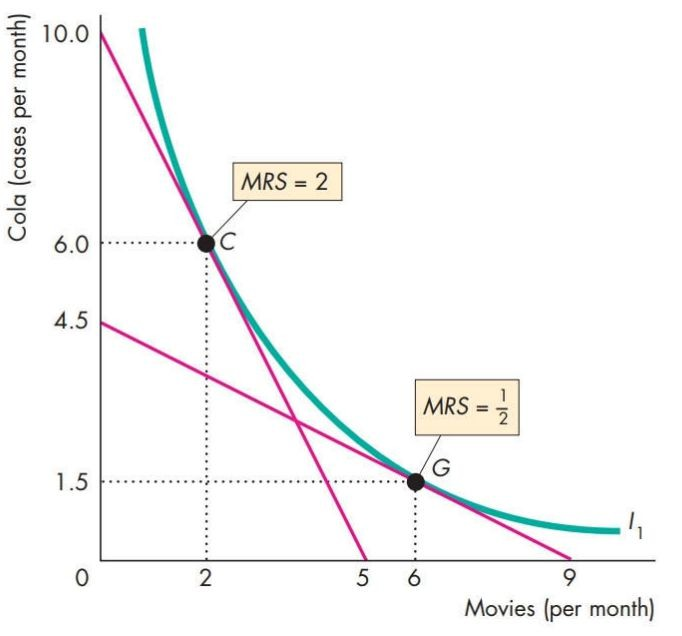 Cola (cases per month)
10.0
MRS = 2
6.0
C
4.5
MRS = 1/2
G
1.5
I1
0
2
5
6
9
Movies (per month)